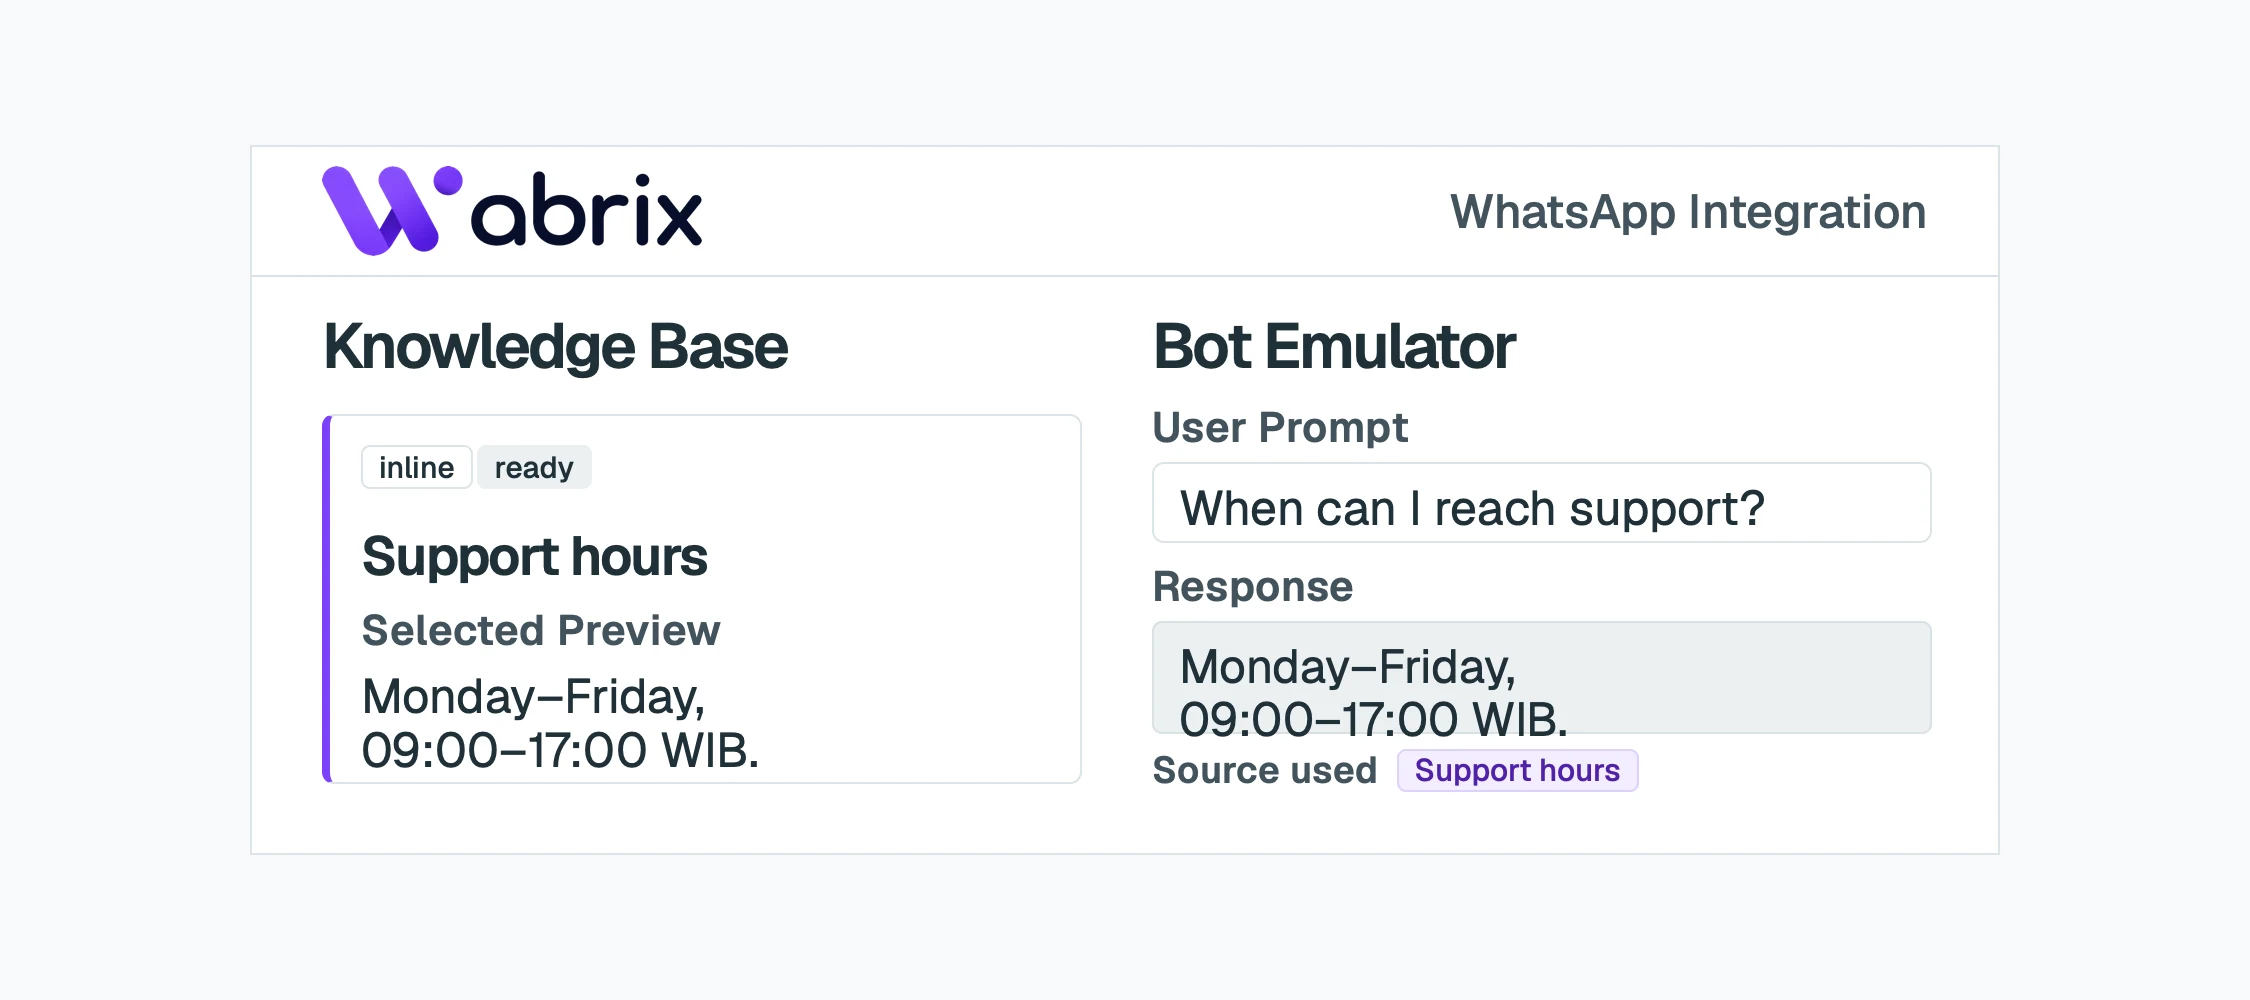 Wabrix
WhatsApp Integration
Knowledge Base
inline
ready
Support hours
Selected Preview
Monday–Friday,
09:00–17:00 WIB.
Bot Emulator
User Prompt
When can I reach support?
Response
Monday–Friday,
09:00–17:00 WIB.
Source used
Support hours